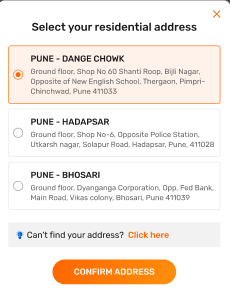 Select your residential address
PUNE - DANGE CHOWK
Ground floor, Shop No 60 Shanti Roop, Bijli Nagar,
Opposite of New English School, Thergaon, Pimpri-
Chinchwad, Pune 411033
PUNE - HADAPSAR
Ground floor. Shop No-6, Opposite Police Station,
Utkarsh nagar, Solapur Road, Hadapsar, Pune, 411028
PUNE - BHOSARI
Ground floor. Dyanganga Corporation, Opp. Fed Bank,
Main Road, Vikas colony, Bhosari, Pune 411039
Can't find your address? Click here
CONFIRM ADDRESS